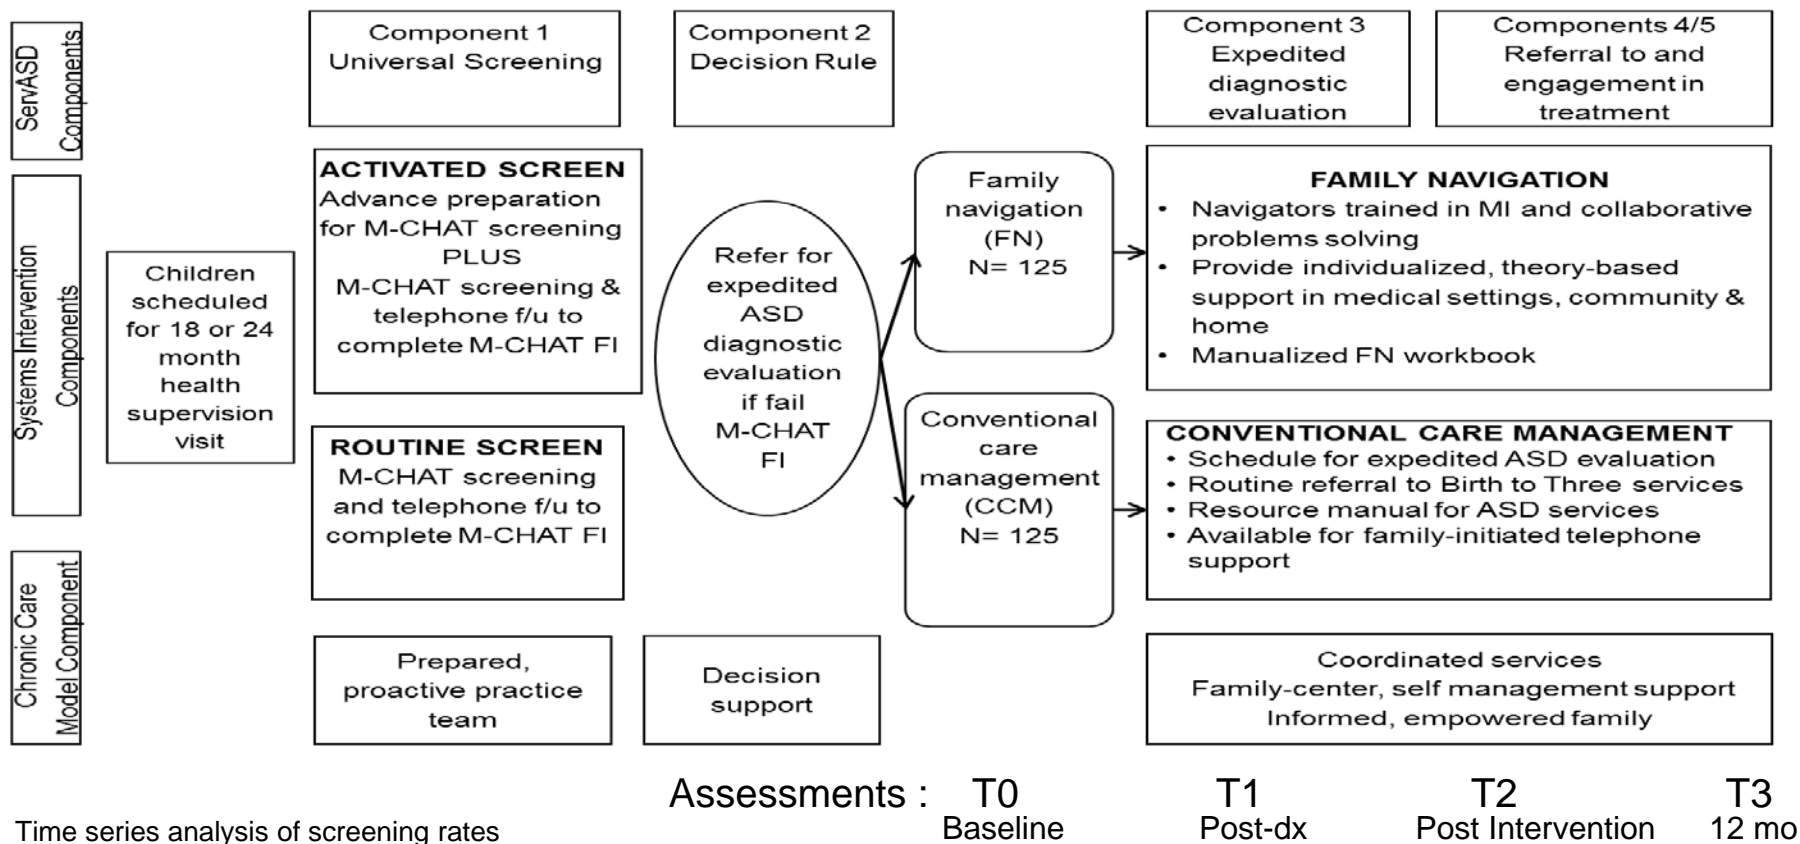 ServASD
Components
Component 1
Universal Screening
Component 2
Decision Rule
Component 3
Expedited
diagnostic
evaluation
Components 4/5
Referral to and
engagement in
treatment
Systems Intervention
Components
Children
scheduled
for 18 or 24
month
health
supervision
visit
ACTIVATED SCREEN
Advance preparation
for M-CHAT screening
PLUS
M-CHAT screening &
telephone f/u to
complete M-CHAT FI
ROUTINE SCREEN
M-CHAT screening
and telephone f/u to
complete M-CHAT FI
Refer for
expedited
ASD
diagnostic
evaluation
if fail
M-CHAT
FI
Family
navigation
(FN)
N= 125
Conventional
care
management
(CCM)
N= 125
FAMILY NAVIGATION
• Navigators trained in MI and collaborative
problems solving
• Provide individualized, theory-based
support in medical settings, community &
home
• Manualized FN workbook
CONVENTIONAL CARE MANAGEMENT
• Schedule for expedited ASD evaluation
• Routine referral to Birth to Three services
• Resource manual for ASD services
• Available for family-initiated telephone
support
Chronic Care
Model Component
Prepared,
proactive practice
team
Decision
support
Coordinated services
Family-center, self management support
Informed, empowered family
Assessments : T0 T1 T2 T3
Time series analysis of screening rates Baseline Post-dx Post Intervention 12 mo